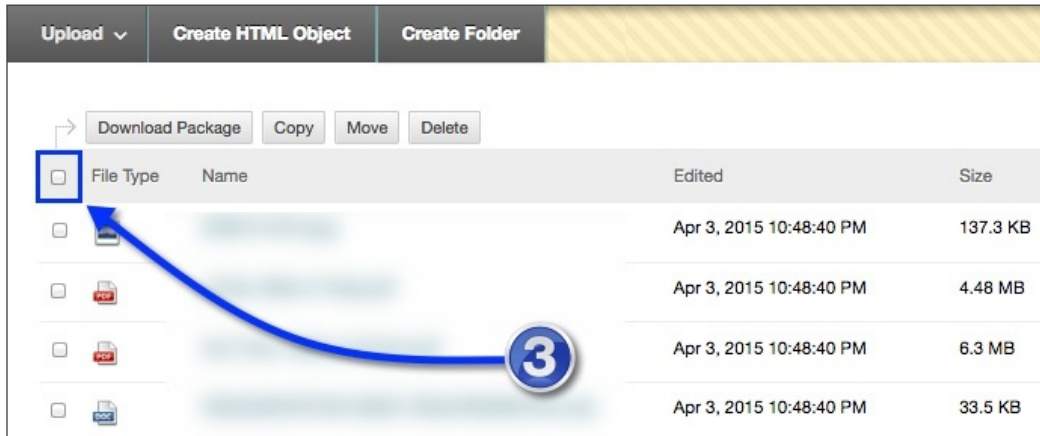 Upload Create HTML Object Create Folder
Download Package Copy Move Delete
File Type Name Edited Size
Apr 3, 2015 10:48:40 PM 137.3 KB
PDF Apr 3, 2015 10:48:40 PM 4.48 MB
PDF Apr 3, 2015 10:48:40 PM 6.3 MB
3
DOC Apr 3, 2015 10:48:40 PM 33.5 KB